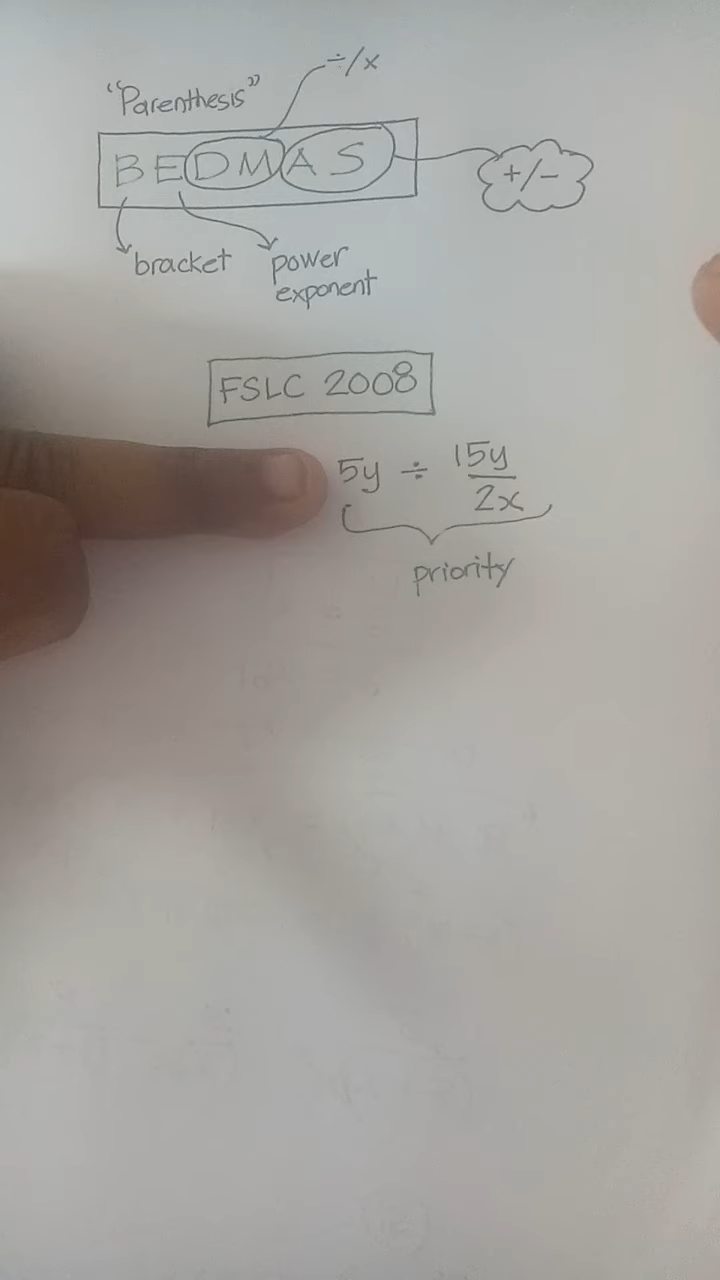 ÷/x
"Parenthesis"
BEDMAS
+/-
bracket
power
exponent
FSLC 2008
5y ÷ 15y/2x
priority